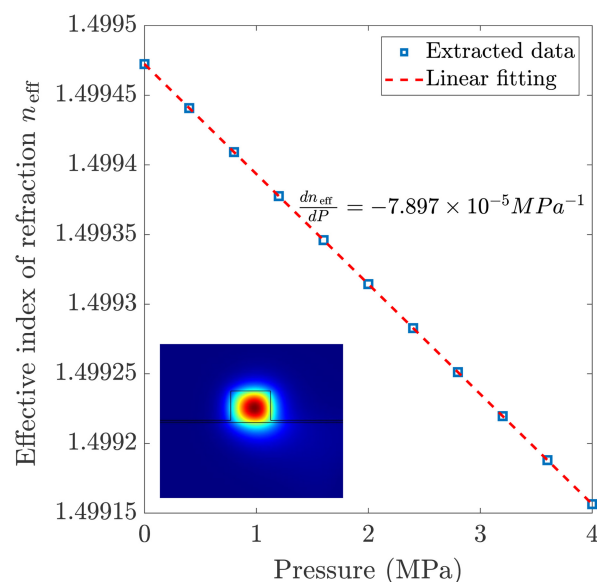 1.4995
1.49945
1.4994
1.49935
1.4993
1.49925
1.4992
1.49915
Effective index of refraction n_eff
Extracted data
Linear fitting
dn_eff/dP = −7.897 × 10^−5 MPa^−1
0 1 2 3 4
Pressure (MPa)